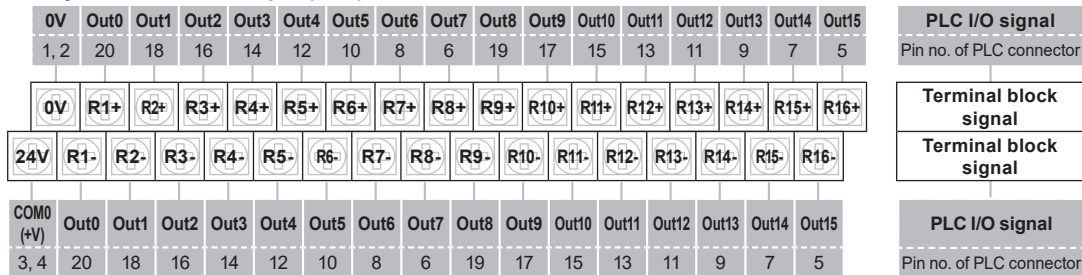 0V Out0 Out1 Out2 Out3 Out4 Out5 Out6 Out7 Out8 Out9 Out10 Out11 Out12 Out13 Out14 Out15 PLC I/O signal
1, 2 20 18 16 14 12 10 8 6 19 17 15 13 11 9 7 5 Pin no. of PLC connector
0V R1+ R2+ R3+ R4+ R5+ R6+ R7+ R8+ R9+ R10+ R11+ R12+ R13+ R14+ R15+ R16+ Terminal block
signal
24V R1- R2- R3- R4- R5- R6- R7- R8- R9- R10- R11- R12- R13- R14- R15- R16- Terminal block
signal
COM0
(+V) Out0 Out1 Out2 Out3 Out4 Out5 Out6 Out7 Out8 Out9 Out10 Out11 Out12 Out13 Out14 Out15 PLC I/O signal
3, 4 20 18 16 14 12 10 8 6 19 17 15 13 11 9 7 5 Pin no. of PLC connector